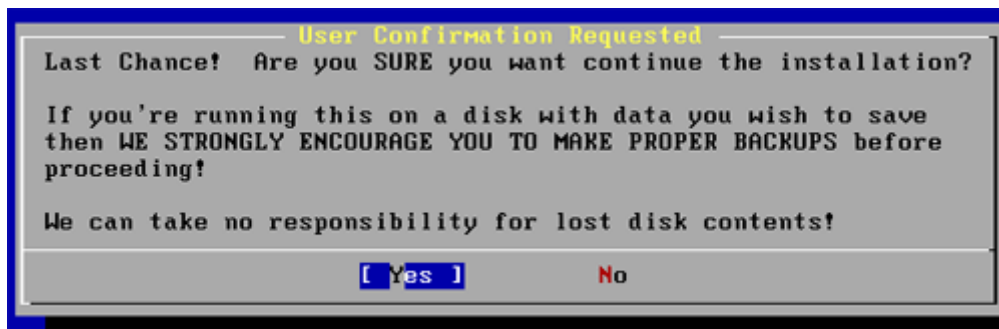 User Confirmation Requested
Last Chance!  Are you SURE you want continue the installation?
If you're running this on a disk with data you wish to save
then WE STRONGLY ENCOURAGE YOU TO MAKE PROPER BACKUPS before
proceeding!
We can take no responsibility for lost disk contents!
[ Yes ]    No